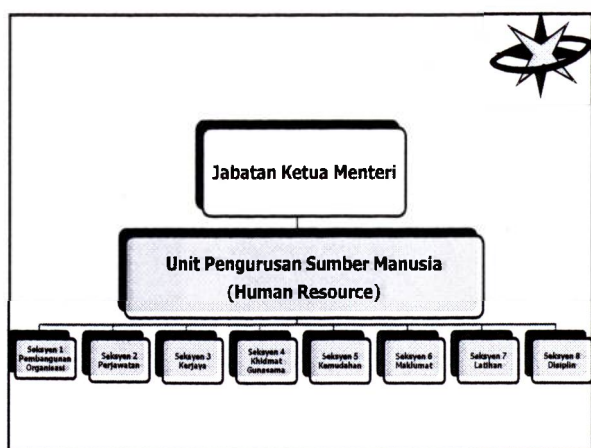 Jabatan Ketua Menteri
Unit Pengurusan Sumber Manusia
(Human Resource)
Seksyen 1
Pembangunan
Organisasi
Seksyen 2
Perjawatan
Seksyen 3
Kerjaya
Seksyen 4
Khidmat
Gunasama
Seksyen 5
Kemudahan
Seksyen 6
Maklumat
Seksyen 7
Latihan
Seksyen 8
Disiplin